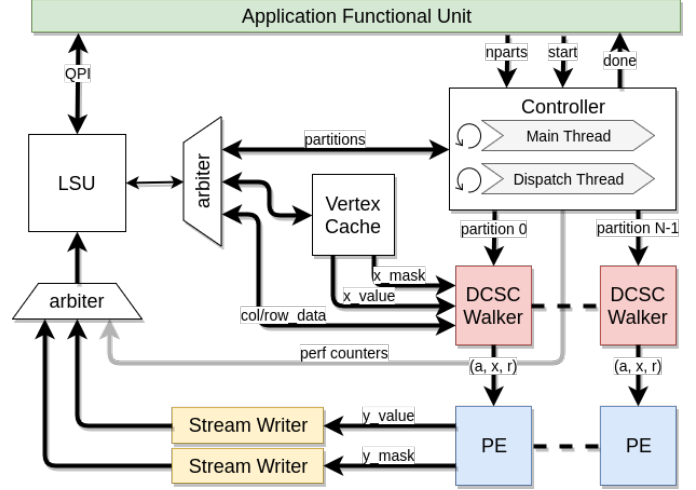 Application Functional Unit
nparts
start
done
QPI
Controller
Main Thread
Dispatch Thread
partitions
LSU
arbiter
Vertex
Cache
partition 0
partition N-1
x_mask
x_value
col/row_data
DCSC
Walker
DCSC
Walker
arbiter
perf counters
(a, x, r)
(a, x, r)
y_value
Stream Writer
PE
PE
y_mask
Stream Writer